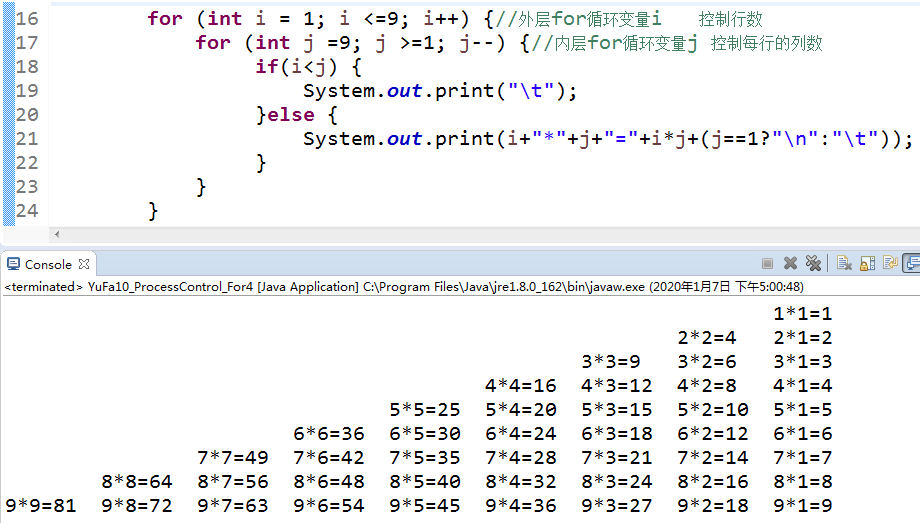 16 for (int i = 1; i <=9; i++) {//外层for循环变量i 控制行数
17 for (int j =9; j >=1; j--) {//内层for循环变量j 控制每行的列数
18 if(i<j) {
19 System.out.print("\t");
20 }else {
21 System.out.print(i+"*"+j+"="+i*j+(j==1?"\n":"\t"));
22 }
23 }
24 }
Console
<terminated> YuFa10_ProcessControl_For4 [Java Application] C:\Program Files\Java\jre1.8.0_162\bin\javaw.exe (2020年1月7日 下午5:00:48)
1*1=1
2*2=4 2*1=2
3*3=9 3*2=6 3*1=3
4*4=16 4*3=12 4*2=8 4*1=4
5*5=25 5*4=20 5*3=15 5*2=10 5*1=5
6*6=36 6*5=30 6*4=24 6*3=18 6*2=12 6*1=6
7*7=49 7*6=42 7*5=35 7*4=28 7*3=21 7*2=14 7*1=7
8*8=64 8*7=56 8*6=48 8*5=40 8*4=32 8*3=24 8*2=16 8*1=8
9*9=81 9*8=72 9*7=63 9*6=54 9*5=45 9*4=36 9*3=27 9*2=18 9*1=9